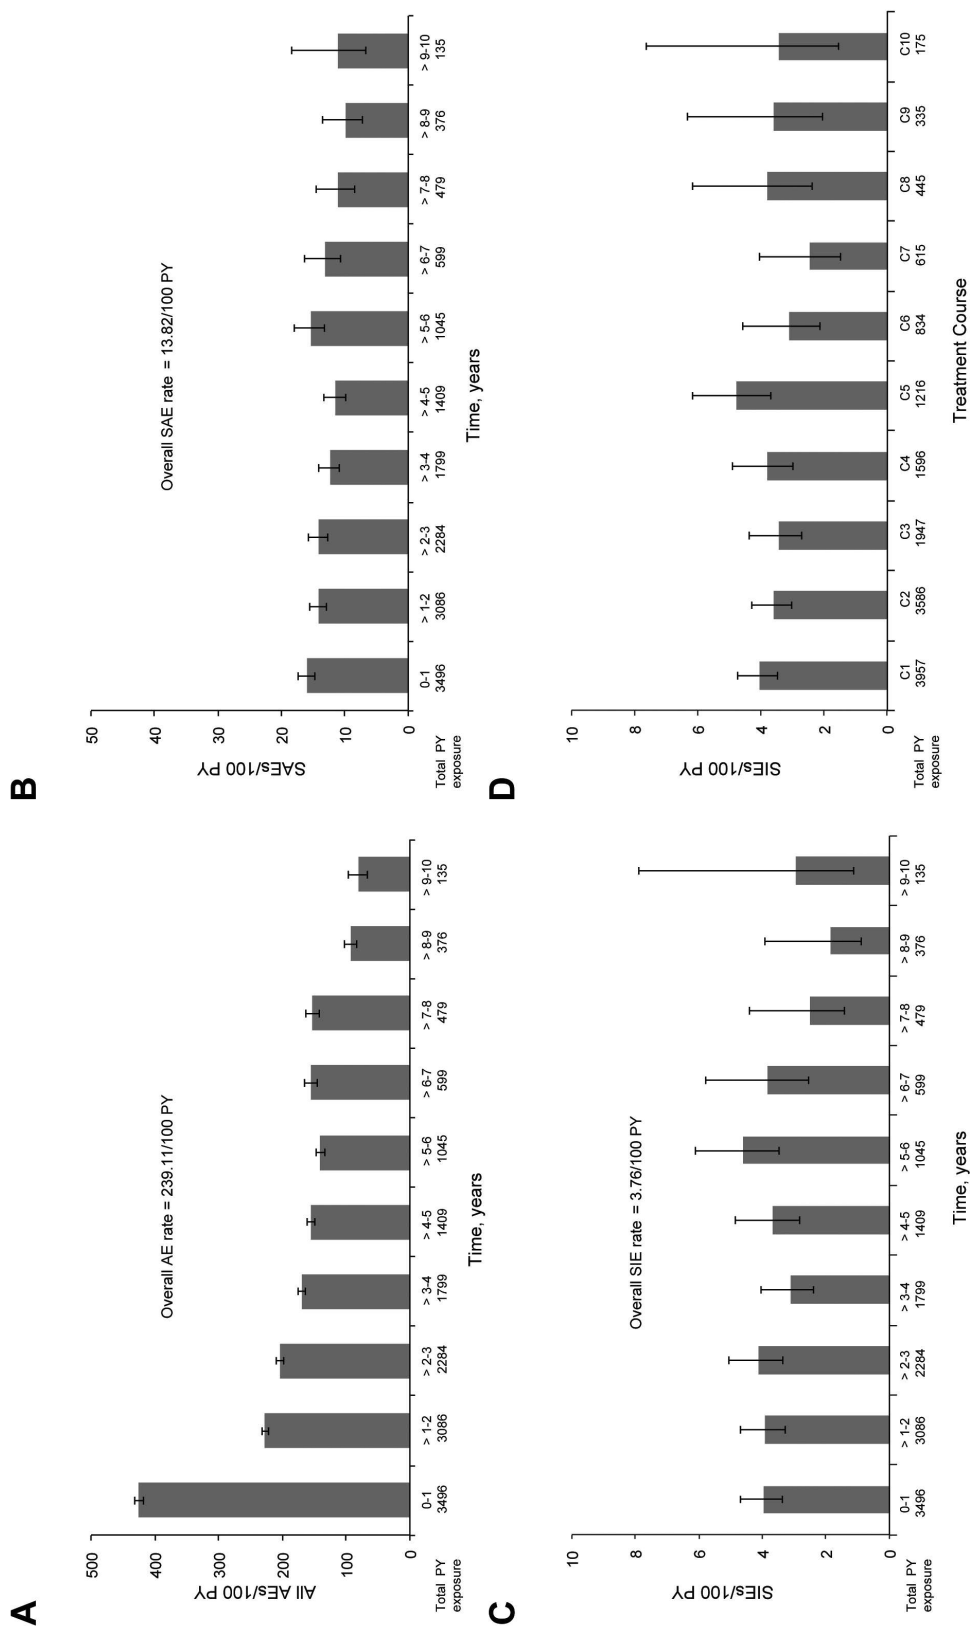 A
Overall AE rate = 239.11/100 PY
All AEs/100 PY
500
400
300
200
100
0
0-1 > 1-2 > 2-3 > 3-4 > 4-5 > 5-6 > 6-7 > 7-8 > 8-9 > 9-10
Total PY
exposure
3496 3086 2284 1799 1409 1045 599 479 376 135
Time, years
B
Overall SAE rate = 13.82/100 PY
SAEs/100 PY
50
40
30
20
10
0
0-1 > 1-2 > 2-3 > 3-4 > 4-5 > 5-6 > 6-7 > 7-8 > 8-9 > 9-10
Total PY
exposure
3496 3086 2284 1799 1409 1045 599 479 376 135
Time, years
C
Overall SIE rate = 3.76/100 PY
SIEs/100 PY
10
8
6
4
2
0
0-1 > 1-2 > 2-3 > 3-4 > 4-5 > 5-6 > 6-7 > 7-8 > 8-9 > 9-10
Total PY
exposure
3496 3086 2284 1799 1409 1045 599 479 376 135
Time, years
D
SIEs/100 PY
10
8
6
4
2
0
C1 C2 C3 C4 C5 C6 C7 C8 C9 C10
Total PY
exposure
3957 3586 1947 1596 1216 834 615 445 335 175
Treatment Course